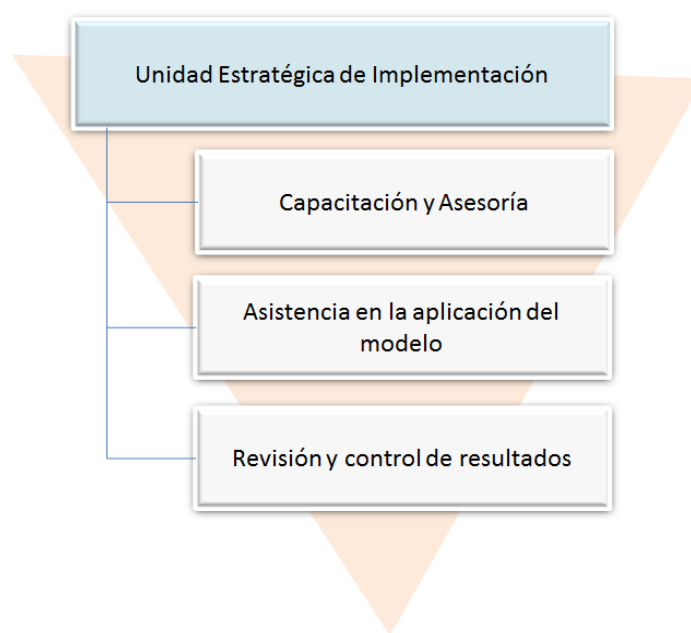 Unidad Estratégica de Implementación
Capacitación y Asesoría
Asistencia en la aplicación del
modelo
Revisión y control de resultados